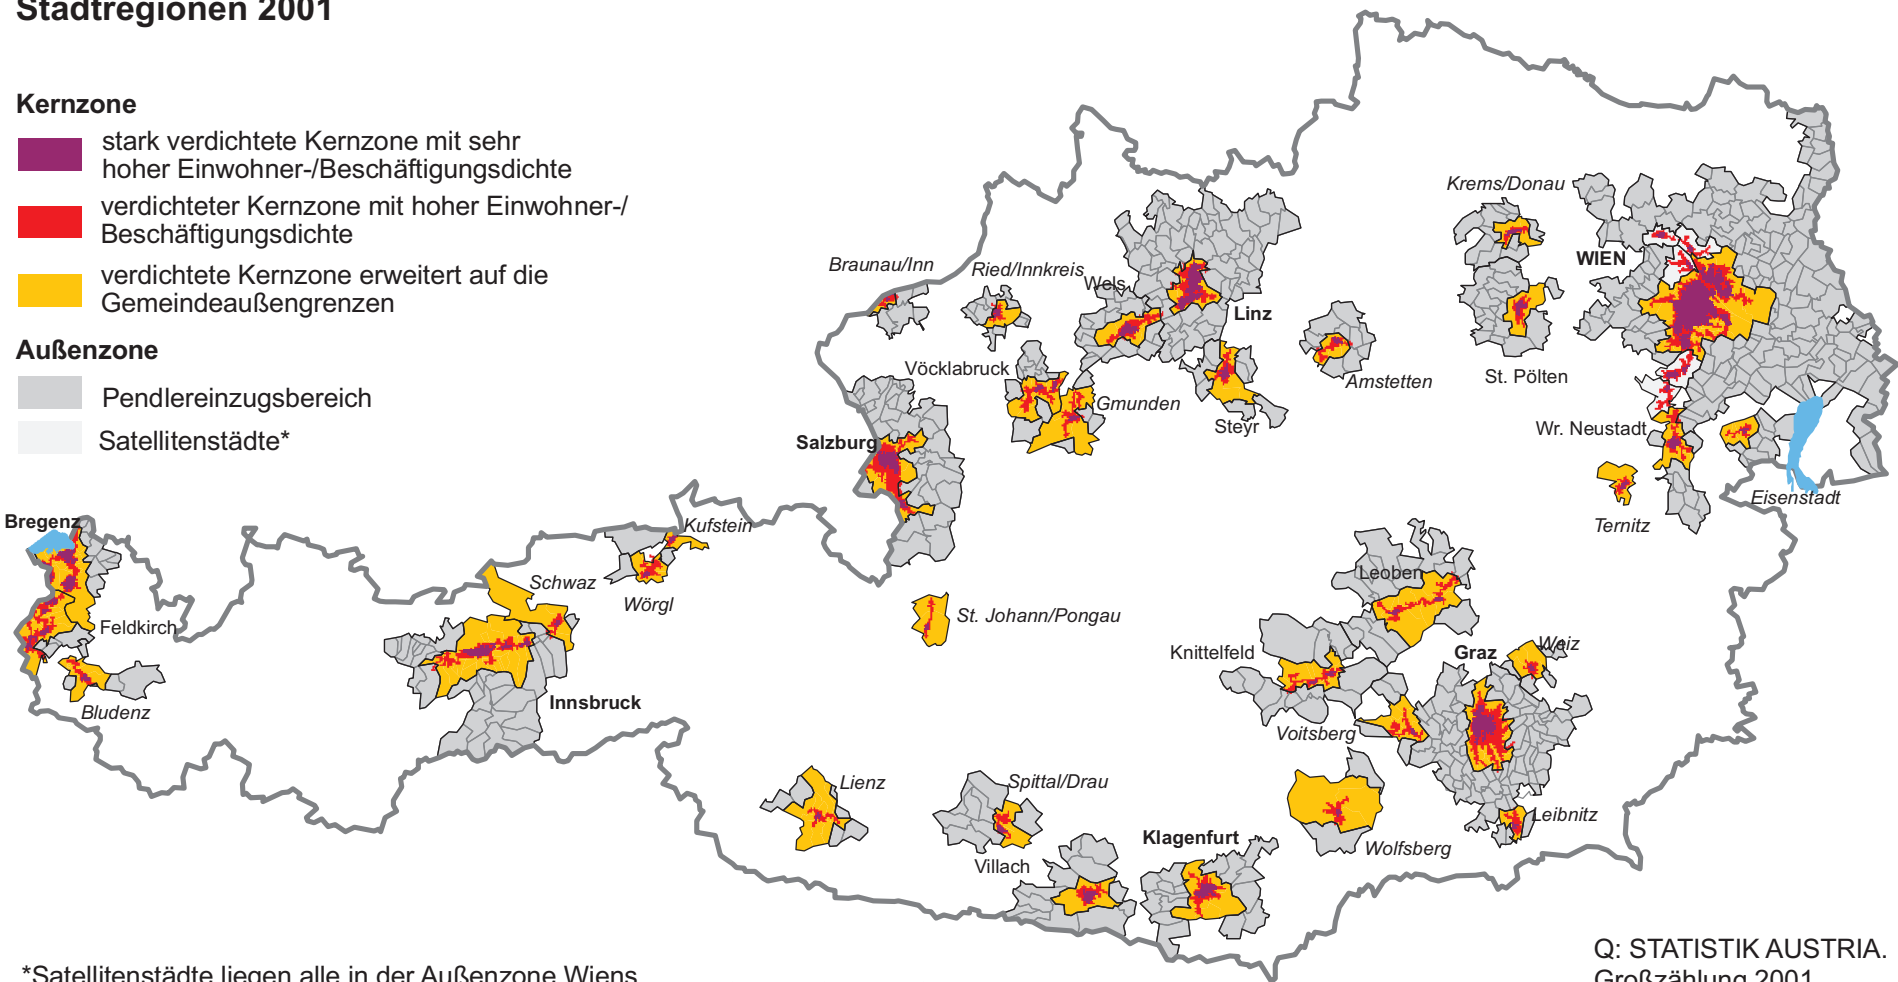 Stadtregionen 2001
Kernzone
stark verdichtete Kernzone mit sehr
hoher Einwohner-/Beschäftigungsdichte
verdichteter Kernzone mit hoher Einwohner-/
Beschäftigungsdichte
verdichtete Kernzone erweitert auf die
Gemeindeaußengrenzen
Außenzone
Pendlereinzugsbereich
Satellitenstädte*
Krems/Donau
WIEN
Braunau/Inn
Ried/Innkreis
Wels
Linz
Vöcklabruck
Amstetten
St. Pölten
Gmunden
Steyr
Wr. Neustadt
Salzburg
Eisenstadt
Ternitz
Bregenz
Kufstein
Schwaz
Leoben
Wörgl
St. Johann/Pongau
Feldkirch
Weiz
Knittelfeld
Graz
Innsbruck
Bludenz
Voitsberg
Lienz
Spittal/Drau
Leibnitz
Klagenfurt
Wolfsberg
Villach
Q: STATISTIK AUSTRIA.
Großzählung 2001
*Satellitenstädte liegen alle in der Außenzone Wiens